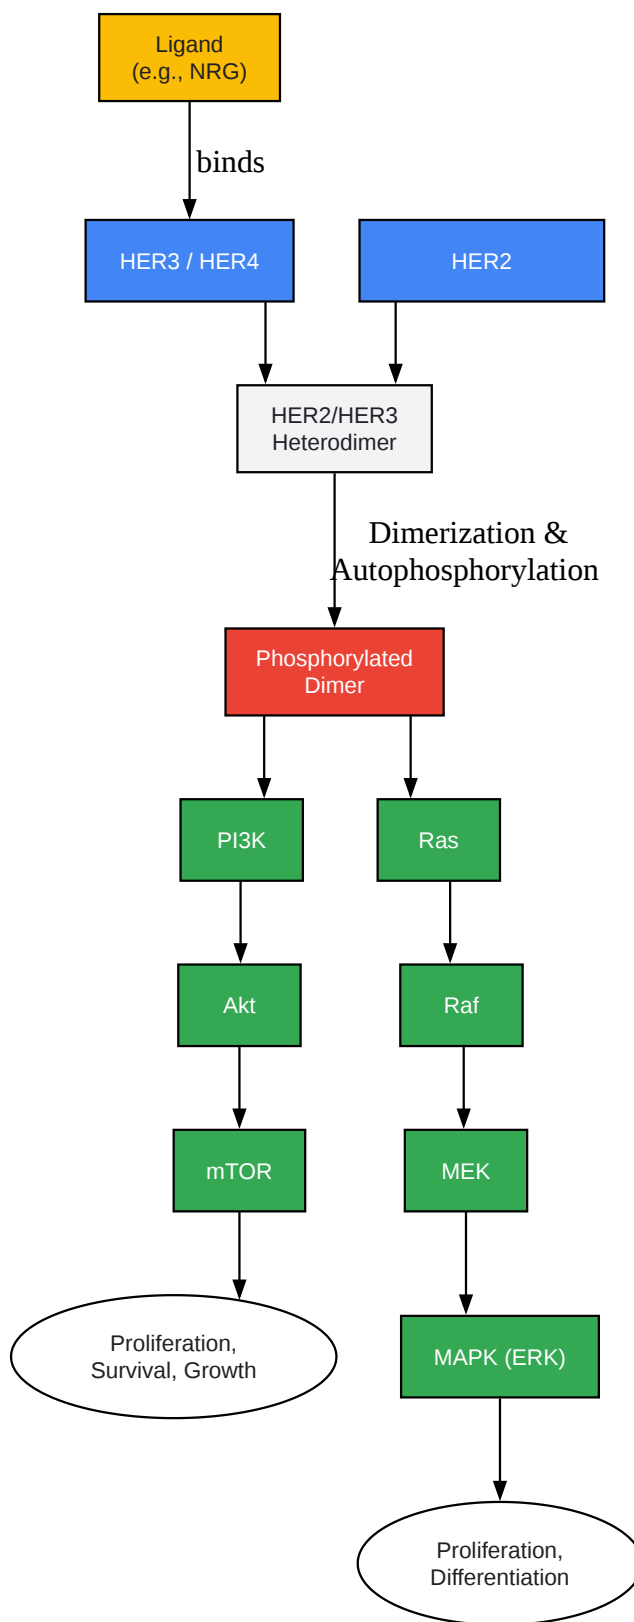 Ligand
(e.g., NRG)
binds
HER3 / HER4
HER2
HER2/HER3
Heterodimer
Dimerization &
Autophosphorylation
Phosphorylated
Dimer
PI3K
Ras
Akt
Raf
mTOR
MEK
Proliferation,
Survival, Growth
MAPK (ERK)
Proliferation,
Differentiation